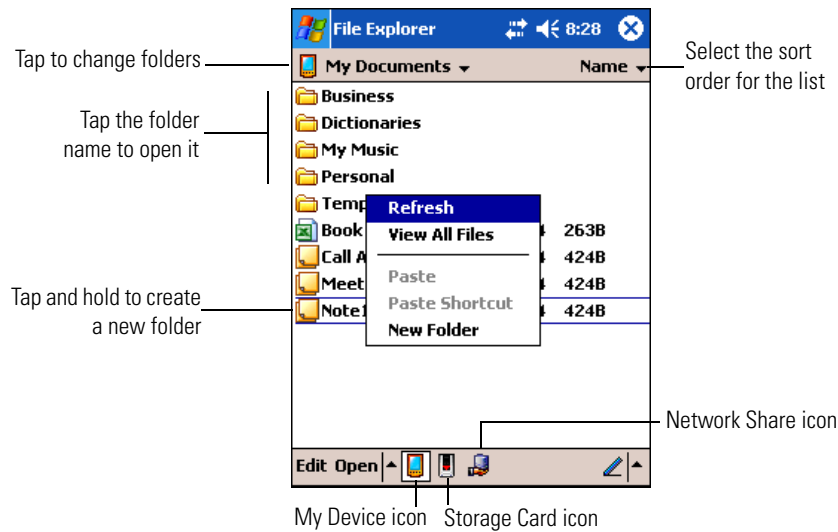 File Explorer 8:28
Tap to change folders
My Documents Name
Select the sort
order for the list
Business
Tap the folder
name to open it
Dictionaries
My Music
Personal
Temp
Refresh
Book 263B
View All Files
Call A 424B
Meet 424B
Paste
Tap and hold to create
a new folder
Note1 424B
Paste Shortcut
New Folder
Network Share icon
Edit Open
My Device icon Storage Card icon